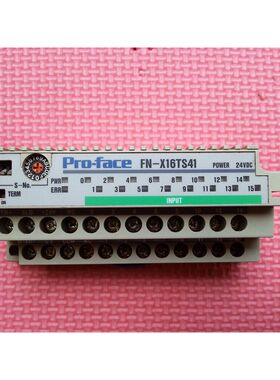 Pro-face FN-X16TS41 POWER 24VDC
S-No.
TERM
ON
PWR 0 2 4 6 8 10 12 14
ERR 1 3 5 7 9 11 13 15
INPUT